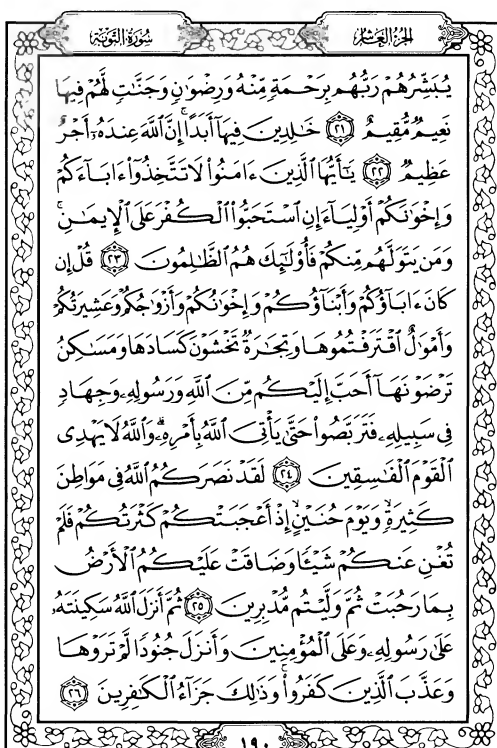 سُورَةُ التَّوْبَةِ الجُزْءُ العَاشِرُ
يُبَشِّرُهُمْ رَبُّهُم بِرَحْمَةٍ مِّنْهُ وَرِضْوَٰنٍ وَجَنَّٰتٍ لَّهُمْ فِيهَا
نَعِيمٌ مُّقِيمٌ ٢١ خَٰلِدِينَ فِيهَآ أَبَدًا ۚ إِنَّ ٱللَّهَ عِندَهُۥٓ أَجْرٌ
عَظِيمٌ ٢٢ يَٰٓأَيُّهَا ٱلَّذِينَ ءَامَنُوا۟ لَا تَتَّخِذُوٓا۟ ءَابَآءَكُمْ
وَإِخْوَٰنَكُمْ أَوْلِيَآءَ إِنِ ٱسْتَحَبُّوا۟ ٱلْكُفْرَ عَلَى ٱلْإِيمَٰنِ ۚ
وَمَن يَتَوَلَّهُم مِّنكُمْ فَأُو۟لَٰٓئِكَ هُمُ ٱلظَّٰلِمُونَ ٢٣ قُلْ إِن
كَانَ ءَابَآؤُكُمْ وَأَبْنَآؤُكُمْ وَإِخْوَٰنُكُمْ وَأَزْوَٰجُكُمْ وَعَشِيرَتُكُمْ
وَأَمْوَٰلٌ ٱقْتَرَفْتُمُوهَا وَتِجَٰرَةٌ تَخْشَوْنَ كَسَادَهَا وَمَسَٰكِنُ
تَرْضَوْنَهَآ أَحَبَّ إِلَيْكُم مِّنَ ٱللَّهِ وَرَسُولِهِۦ وَجِهَادٍ
فِى سَبِيلِهِۦ فَتَرَبَّصُوا۟ حَتَّىٰ يَأْتِىَ ٱللَّهُ بِأَمْرِهِۦ ۗ وَٱللَّهُ لَا يَهْدِى
ٱلْقَوْمَ ٱلْفَٰسِقِينَ ٢٤ لَقَدْ نَصَرَكُمُ ٱللَّهُ فِى مَوَاطِنَ
كَثِيرَةٍ ۙ وَيَوْمَ حُنَيْنٍ ۙ إِذْ أَعْجَبَتْكُمْ كَثْرَتُكُمْ فَلَمْ
تُغْنِ عَنكُمْ شَيْـًٔا وَضَاقَتْ عَلَيْكُمُ ٱلْأَرْضُ
بِمَا رَحُبَتْ ثُمَّ وَلَّيْتُم مُّدْبِرِينَ ٢٥ ثُمَّ أَنزَلَ ٱللَّهُ سَكِينَتَهُۥ
عَلَىٰ رَسُولِهِۦ وَعَلَى ٱلْمُؤْمِنِينَ وَأَنزَلَ جُنُودًا لَّمْ تَرَوْهَا
وَعَذَّبَ ٱلَّذِينَ كَفَرُوا۟ ۚ وَذَٰلِكَ جَزَآءُ ٱلْكَٰفِرِينَ ٢٦
١٩٠